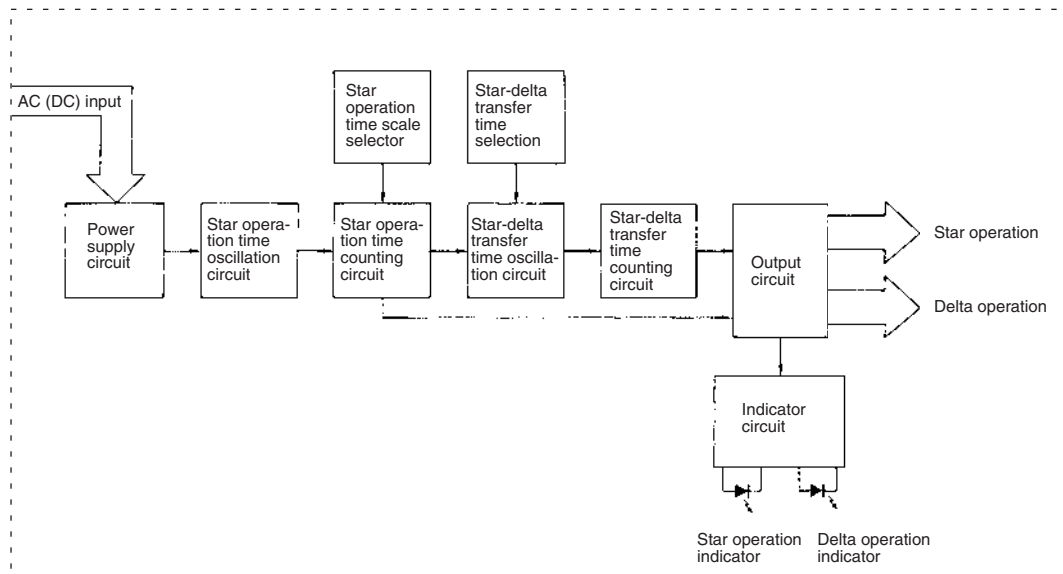 AC (DC) input
Star
operation
time scale
selector
Star-delta
transfer
time
selection
Power
supply
circuit
Star opera-
tion time
oscillation
circuit
Star opera-
tion time
counting
circuit
Star-delta
transfer
time oscilla-
tion circuit
Star-delta
transfer
time
counting
circuit
Output
circuit
Star operation
Delta operation
Indicator
circuit
Star operation
indicator
Delta operation
indicator